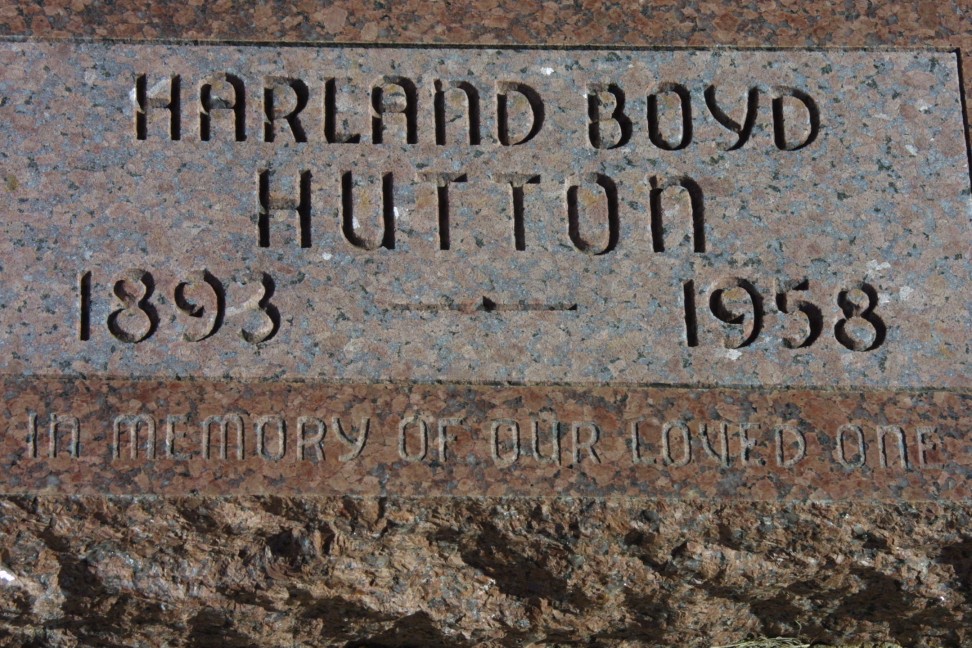 HARLAND BOYD
HUTTON
1893 — 1958
IN MEMORY OF OUR LOVED ONE